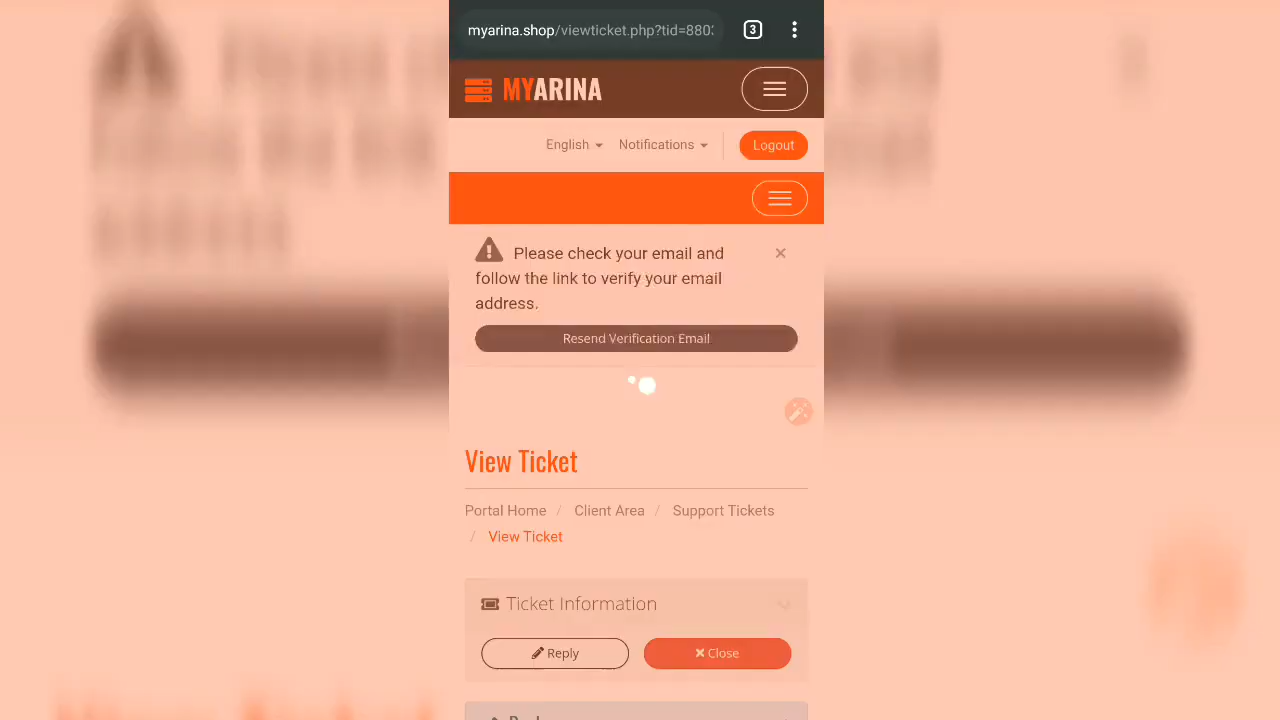 myarina.shop/viewticket.php?tid=880
3
MYARINA
English
Notifications
Logout
Please check your email and
follow the link to verify your email
address.
Resend Verification Email
View Ticket
Portal Home / Client Area / Support Tickets
/ View Ticket
Ticket Information
Reply
Close